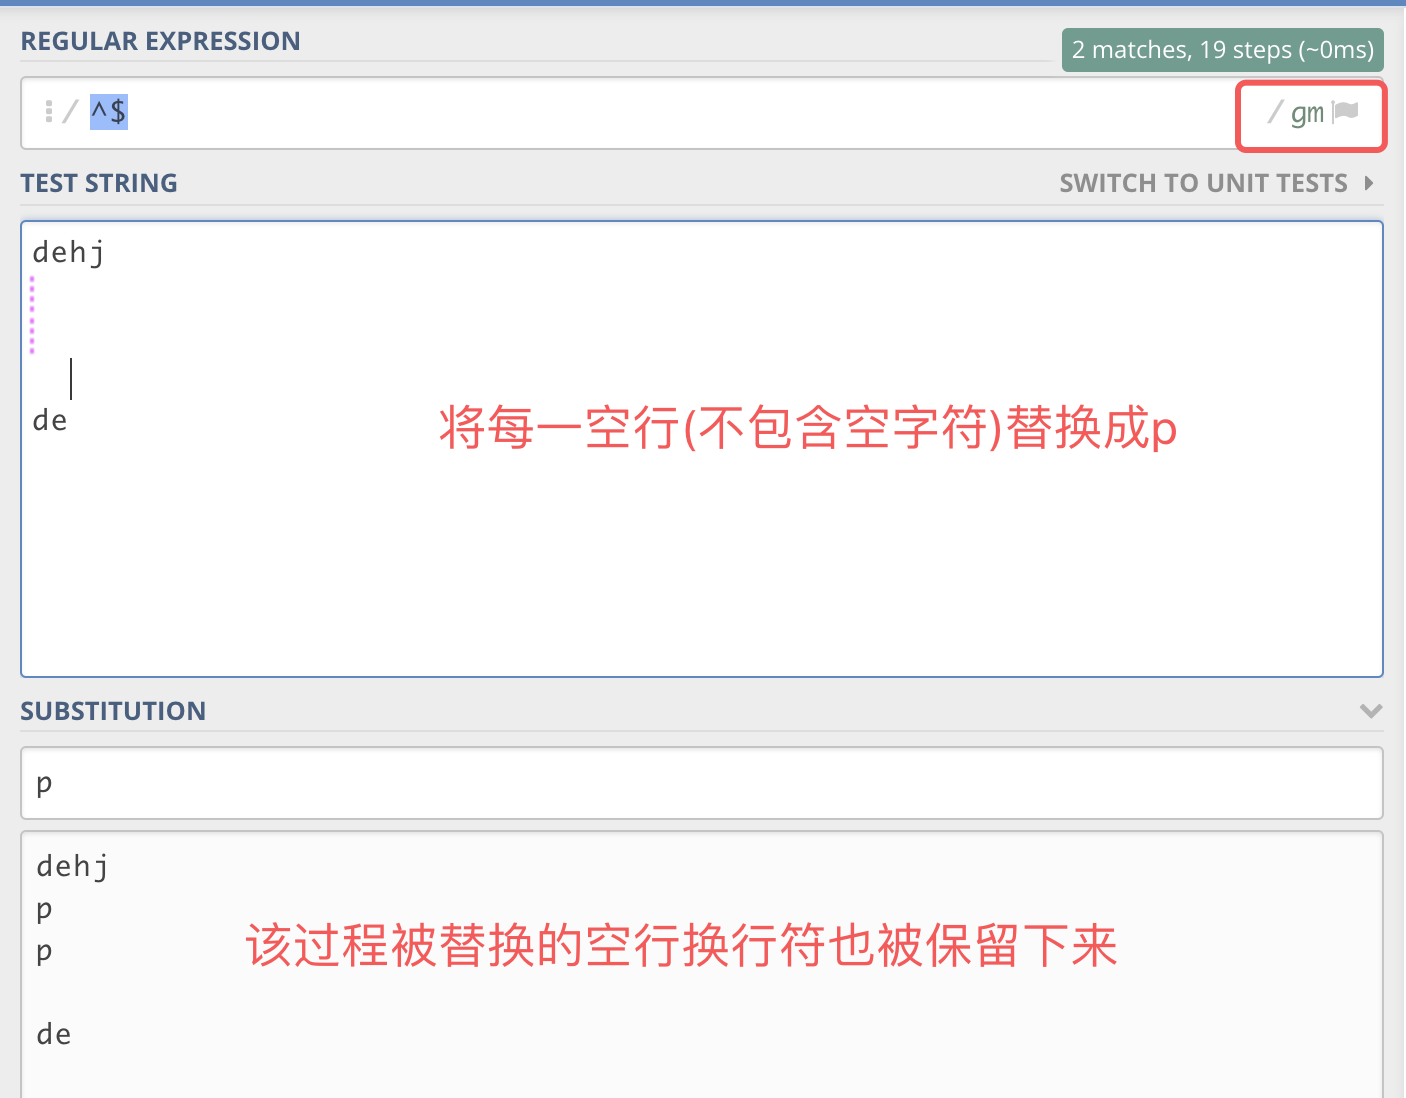 REGULAR EXPRESSION
2 matches, 19 steps (~0ms)
/ ^$ / gm
TEST STRING
SWITCH TO UNIT TESTS
dehj
de
将每一空行(不包含空字符)替换成p
SUBSTITUTION
p
dehj
p
p
该过程被替换的空行换行符也被保留下来
de